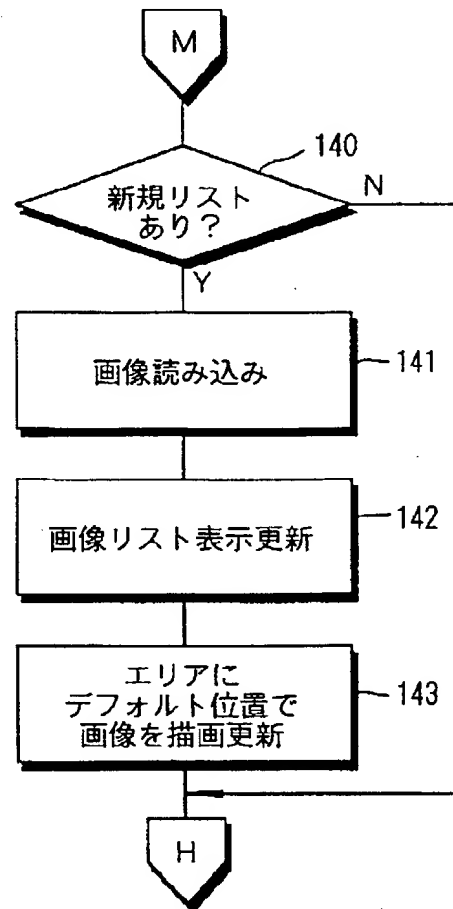 M
140
新規リスト
あり？
N
Y
画像読み込み
141
画像リスト表示更新
142
エリアに
デフォルト位置で
画像を描画更新
143
H